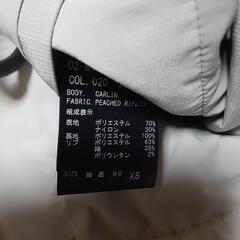 COL. 020
BODY. CARLIN
FABRIC. PEACHED RIPSTOP
組成表示
表地 ポリエステル 70%
ナイロン 30%
裏地 ポリエステル 100%
リブ ポリエステル 63%
綿 35%
ポリウレタン 2%
SIZE 90 XS